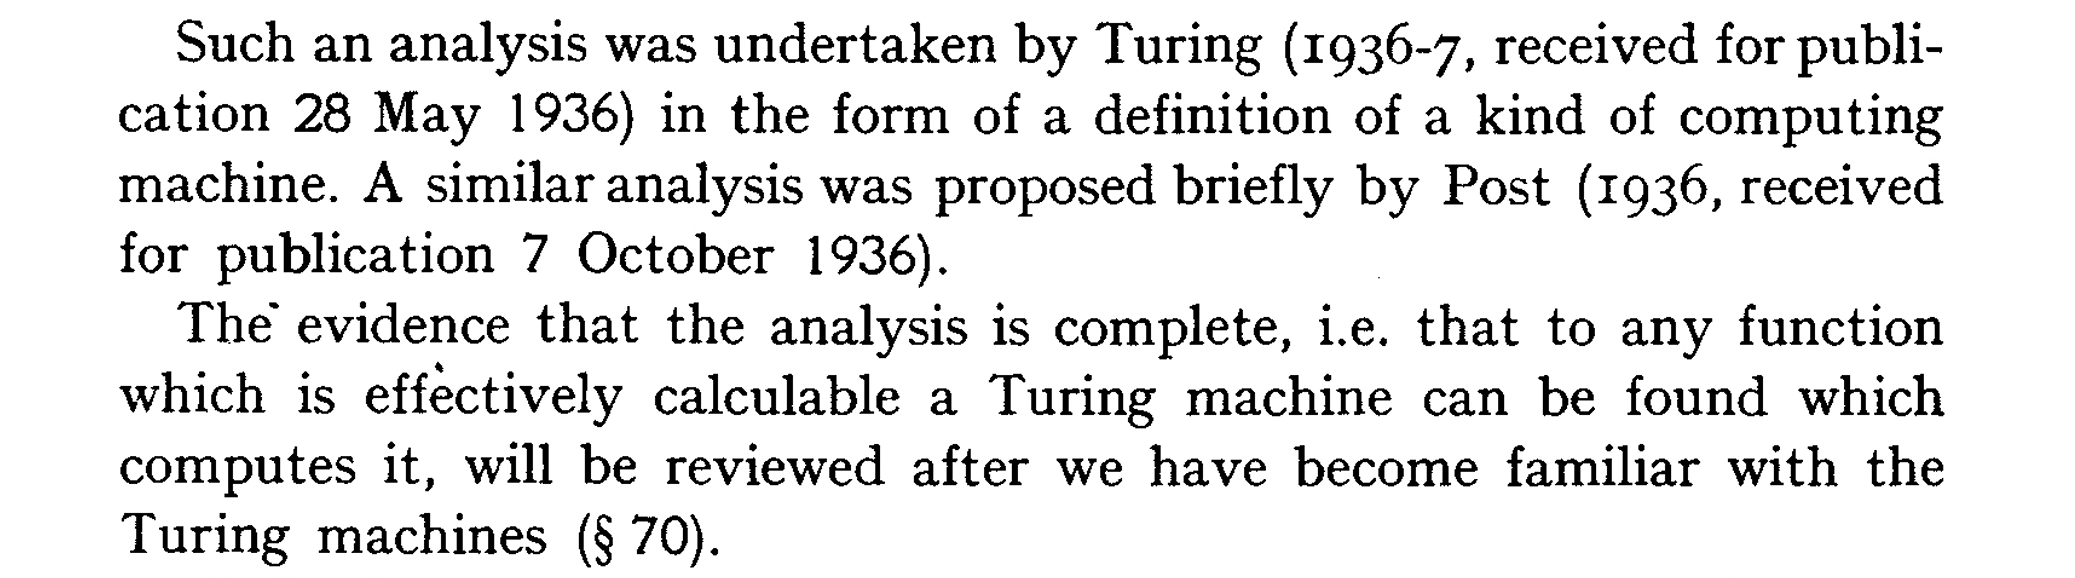 Such an analysis was undertaken by Turing (1936-7, received for publi-
cation 28 May 1936) in the form of a definition of a kind of computing
machine. A similar analysis was proposed briefly by Post (1936, received
for publication 7 October 1936).
The evidence that the analysis is complete, i.e. that to any function
which is effectively calculable a Turing machine can be found which
computes it, will be reviewed after we have become familiar with the
Turing machines (§ 70).